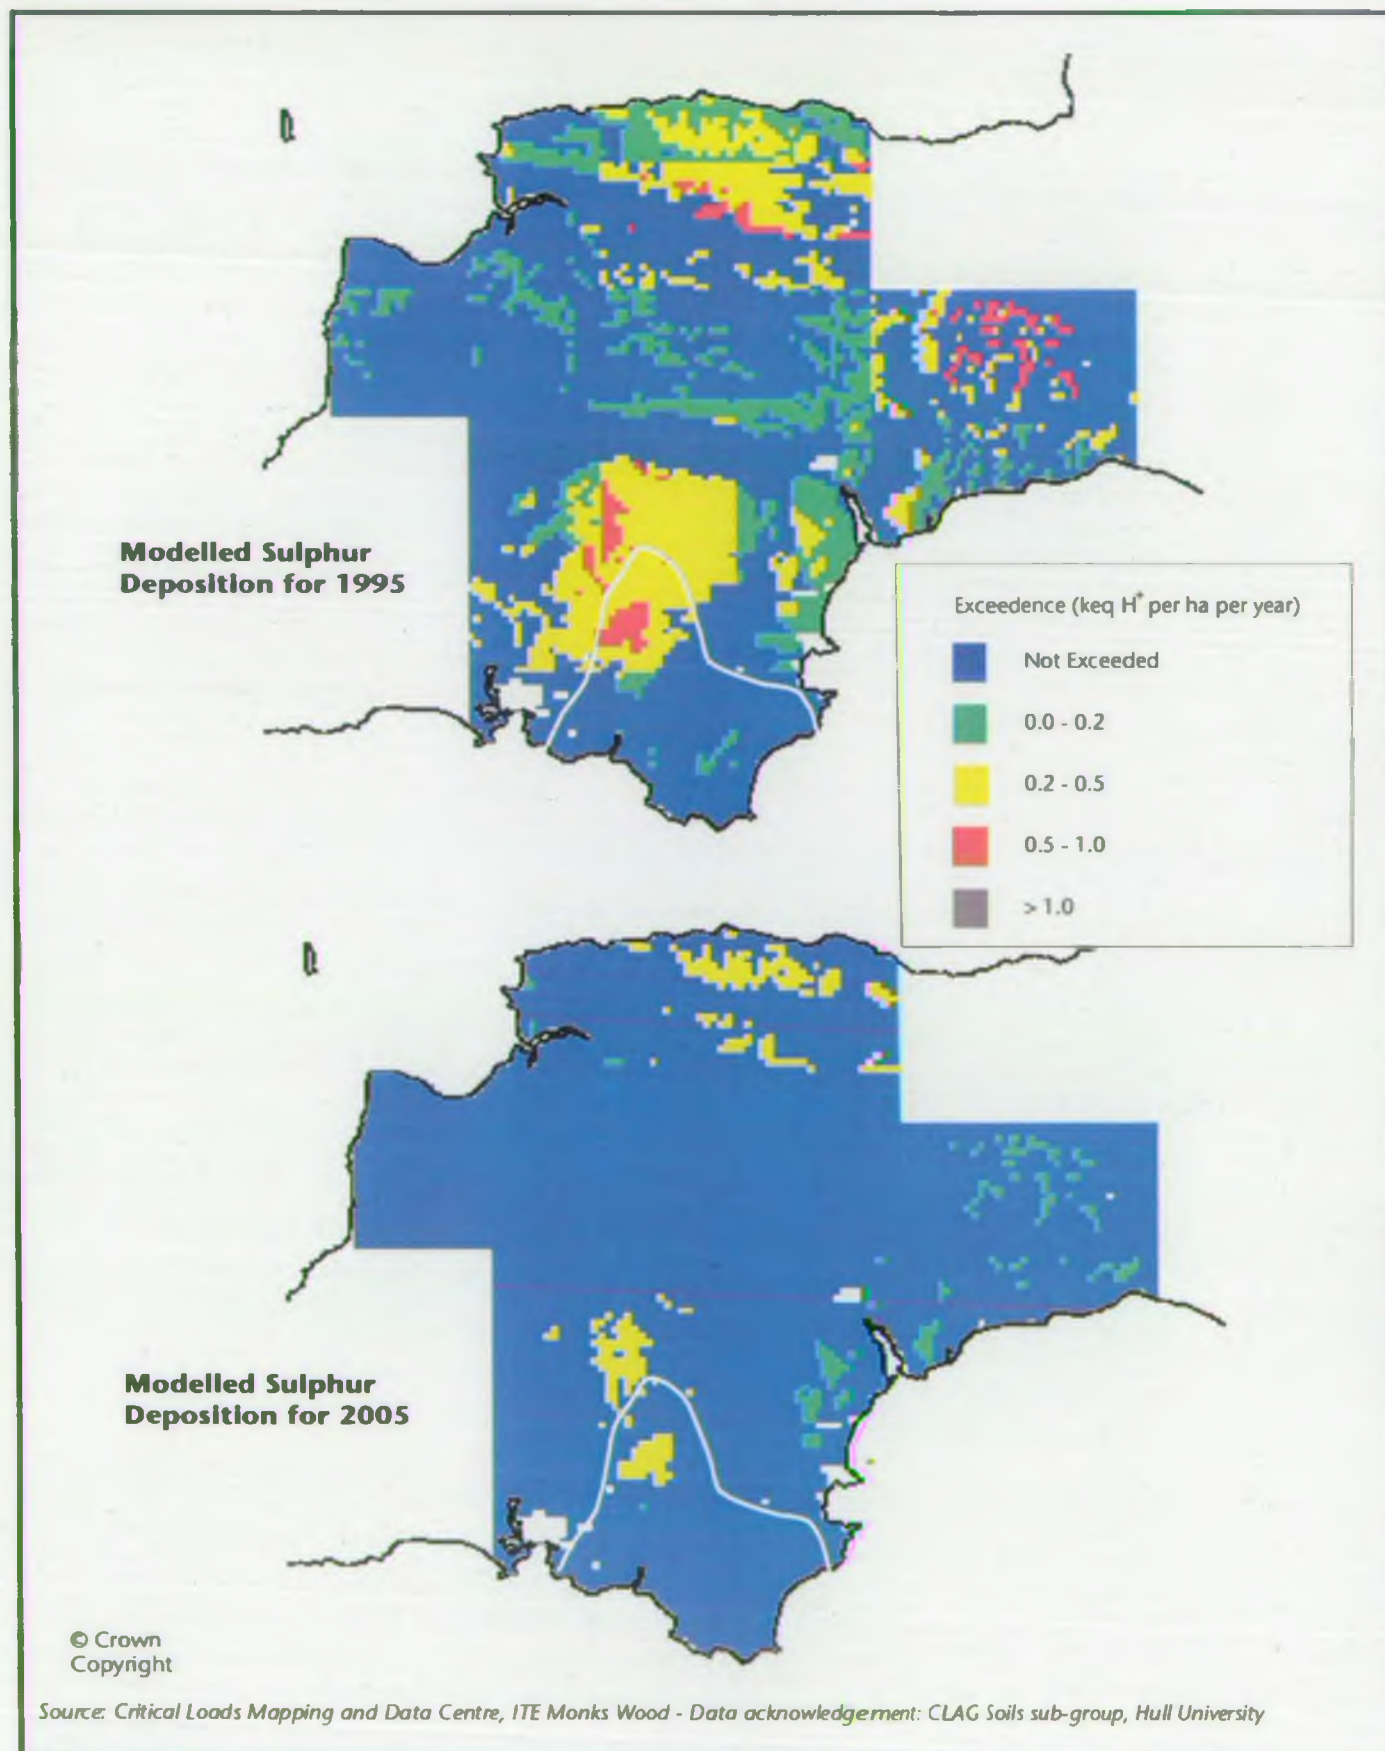 Modelled Sulphur
Deposition for 1995
Exceedence (keq H⁺ per ha per year)
Not Exceeded
0.0 - 0.2
0.2 - 0.5
0.5 - 1.0
> 1.0
Modelled Sulphur
Deposition for 2005
© Crown
Copyright
Source: Critical Loads Mapping and Data Centre, ITE Monks Wood - Data acknowledgement: CLAG Soils sub-group, Hull University